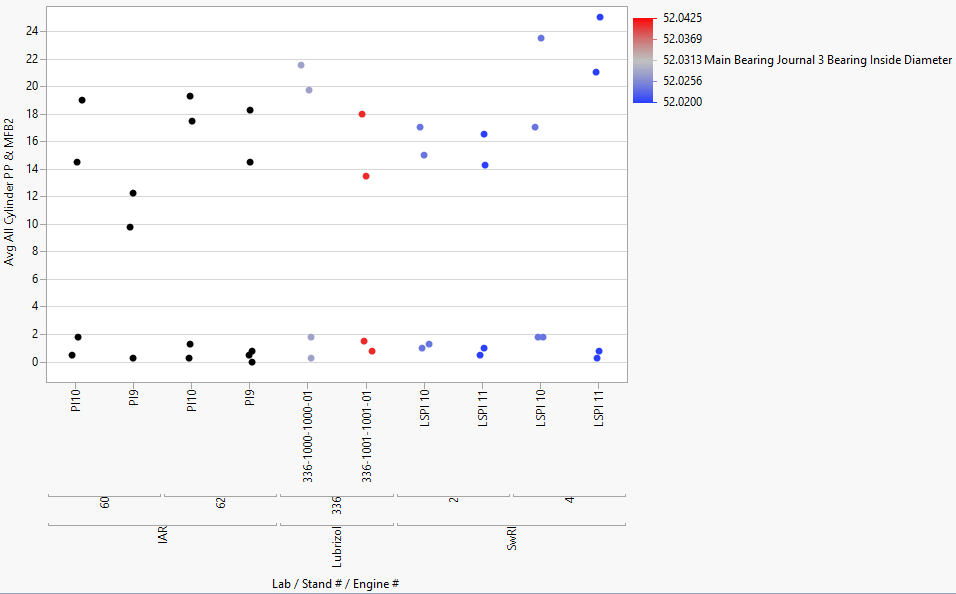 Avg All Cylinder PP & MFB2
24
22
20
18
16
14
12
10
8
6
4
2
0
PI10
PI9
PI10
PI9
336-1000-1000-01
336-1001-1001-01
LSPI 10
LSPI 11
LSPI 10
LSPI 11
60
62
336
2
4
IAR
Lubrizol
SwRI
Lab / Stand # / Engine #
52.0425
52.0369
52.0313 Main Bearing Journal 3 Bearing Inside Diameter
52.0256
52.0200